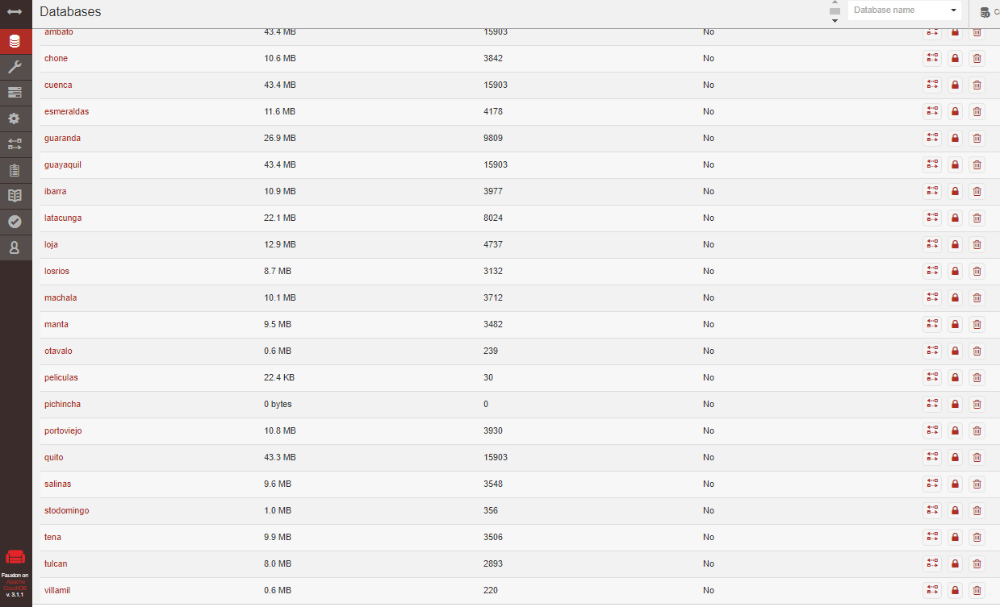 Databases
Database name
ambato 43.4 MB 15903 No
chone 10.6 MB 3842 No
cuenca 43.4 MB 15903 No
esmeraldas 11.6 MB 4178 No
guaranda 26.9 MB 9809 No
guayaquil 43.4 MB 15903 No
ibarra 10.9 MB 3977 No
latacunga 22.1 MB 8024 No
loja 12.9 MB 4737 No
losrios 8.7 MB 3132 No
machala 10.1 MB 3712 No
manta 9.5 MB 3482 No
otavalo 0.6 MB 239 No
peliculas 22.4 KB 30 No
pichincha 0 bytes 0 No
portoviejo 10.8 MB 3930 No
quito 43.3 MB 15903 No
salinas 9.6 MB 3548 No
stodomingo 1.0 MB 356 No
tena 9.9 MB 3506 No
tulcan 8.0 MB 2893 No
villamil 0.6 MB 220 No
Fauxton on
Apache
CouchDB
v. 3.1.1